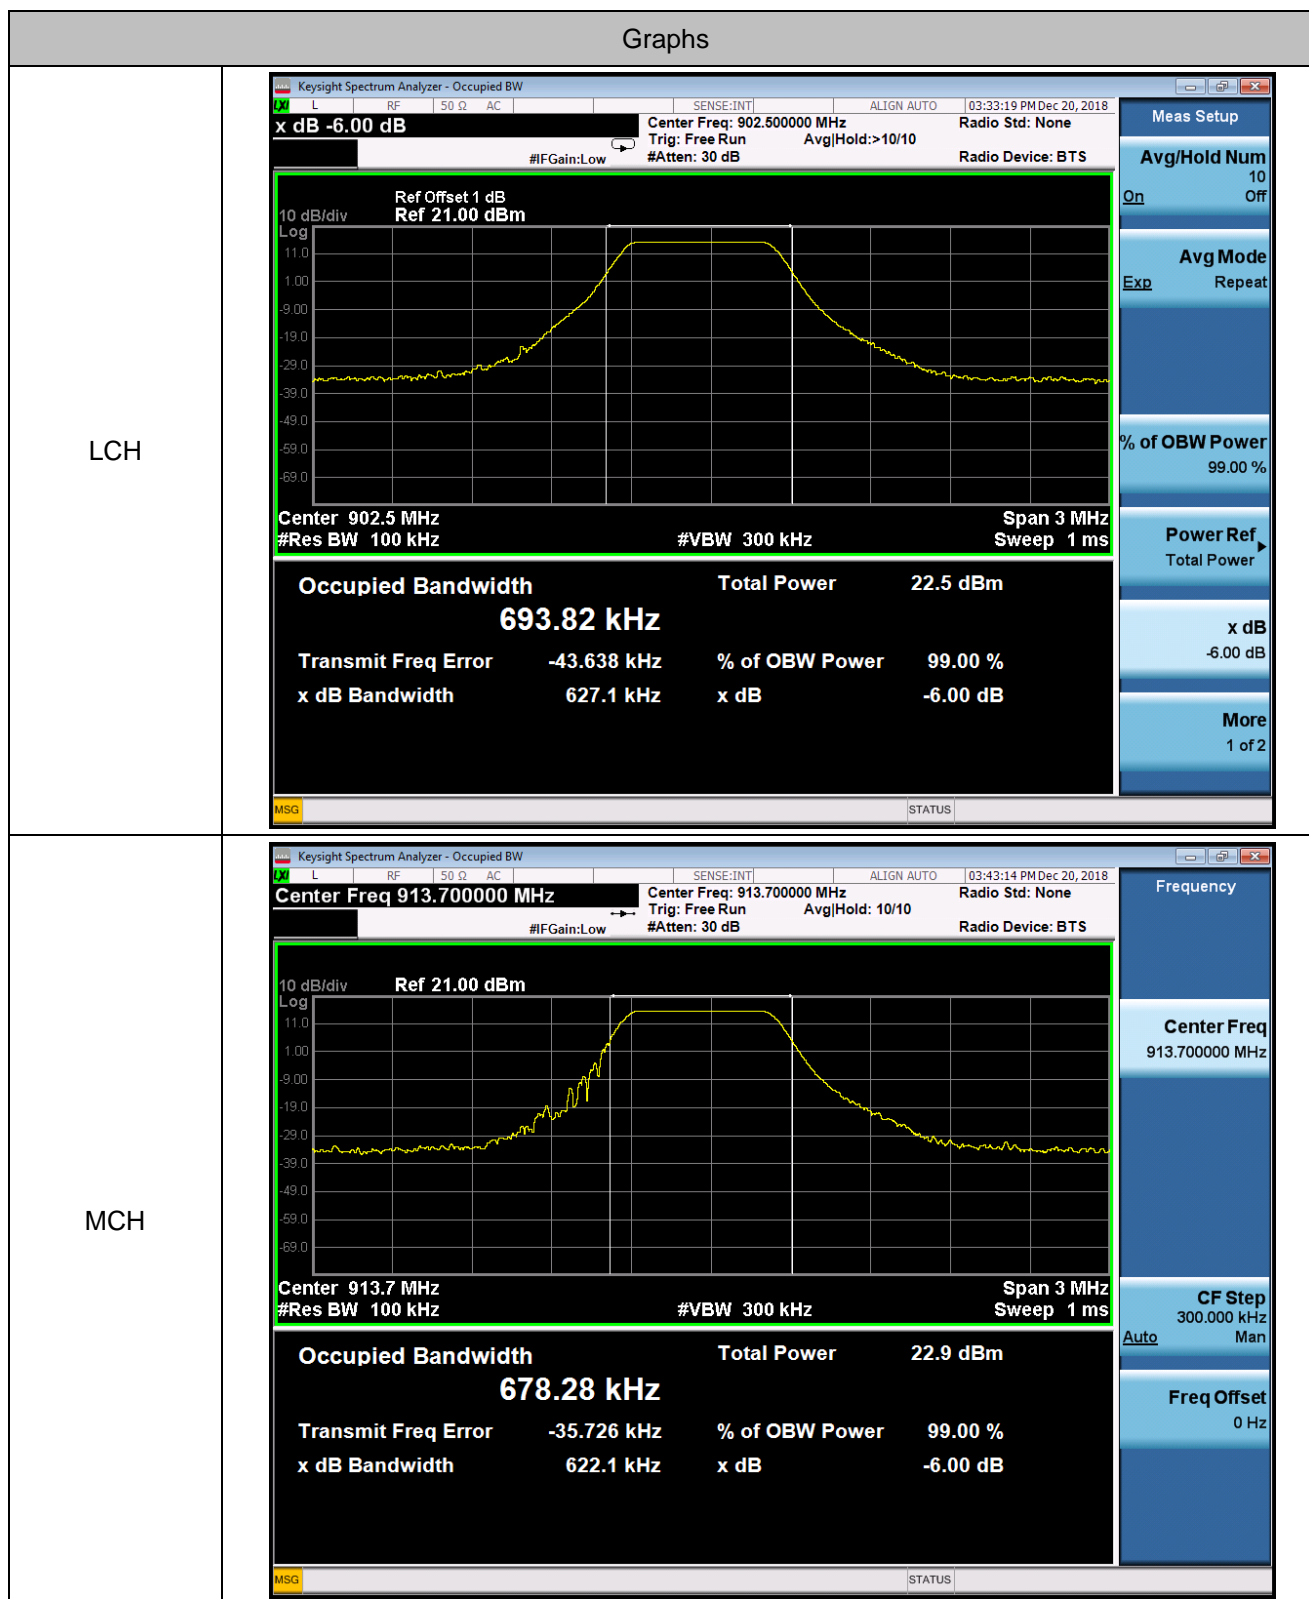 Graphs
LCH
Keysight Spectrum Analyzer - Occupied BW
LXI L RF 50 Ω AC SENSE:INT ALIGN AUTO 03:33:19 PM Dec 20, 2018
x dB -6.00 dB
Center Freq: 902.500000 MHz
Radio Std: None
Trig: Free Run Avg|Hold:>10/10
#IFGain:Low #Atten: 30 dB Radio Device: BTS
Ref Offset 1 dB
10 dB/div Ref 21.00 dBm
Log
11.0
1.00
-9.00
-19.0
-29.0
-39.0
-49.0
-59.0
-69.0
Center 902.5 MHz Span 3 MHz
#Res BW 100 kHz #VBW 300 kHz Sweep 1 ms
Occupied Bandwidth Total Power 22.5 dBm
693.82 kHz
Transmit Freq Error -43.638 kHz % of OBW Power 99.00 %
x dB Bandwidth 627.1 kHz x dB -6.00 dB
MSG STATUS
Meas Setup
Avg/Hold Num
10
On Off
Avg Mode
Exp Repeat
% of OBW Power
99.00 %
Power Ref
Total Power
x dB
-6.00 dB
More
1 of 2
MCH
Keysight Spectrum Analyzer - Occupied BW
LXI L RF 50 Ω AC SENSE:INT ALIGN AUTO 03:43:14 PM Dec 20, 2018
Center Freq 913.700000 MHz
Center Freq: 913.700000 MHz
Radio Std: None
Trig: Free Run Avg|Hold: 10/10
#IFGain:Low #Atten: 30 dB Radio Device: BTS
10 dB/div Ref 21.00 dBm
Log
11.0
1.00
-9.00
-19.0
-29.0
-39.0
-49.0
-59.0
-69.0
Center 913.7 MHz Span 3 MHz
#Res BW 100 kHz #VBW 300 kHz Sweep 1 ms
Occupied Bandwidth Total Power 22.9 dBm
678.28 kHz
Transmit Freq Error -35.726 kHz % of OBW Power 99.00 %
x dB Bandwidth 622.1 kHz x dB -6.00 dB
MSG STATUS
Frequency
Center Freq
913.700000 MHz
CF Step
300.000 kHz
Auto Man
Freq Offset
0 Hz